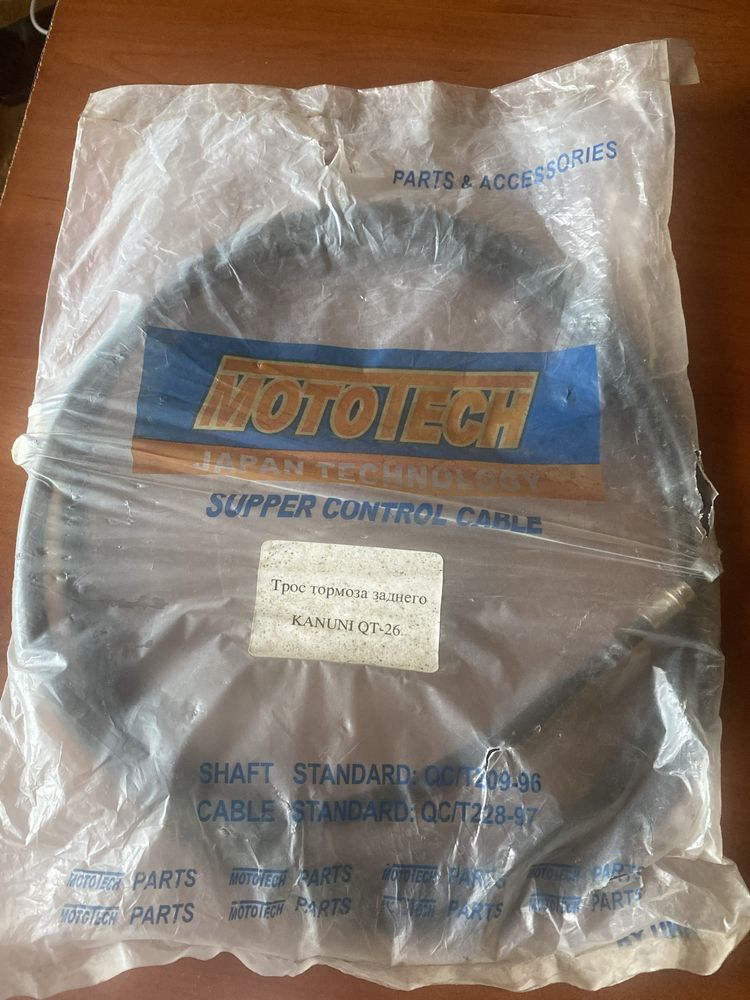 PARTS & ACCESSORIES
MOTOTECH
JAPAN TECHNOLOGY
SUPPER CONTROL CABLE
Трос тормоза заднего
KANUNI QT-26
SHAFT STANDARD: QC/T209-96
CABLE STANDARD: QC/T228-97
MOTOTECH PARTS MOTOTECH PARTS MOTOTECH PARTS MOTOTECH PARTS
MOTOTECH PARTS MOTOTECH PARTS MOTOTECH PARTS MOTOTECH PARTS